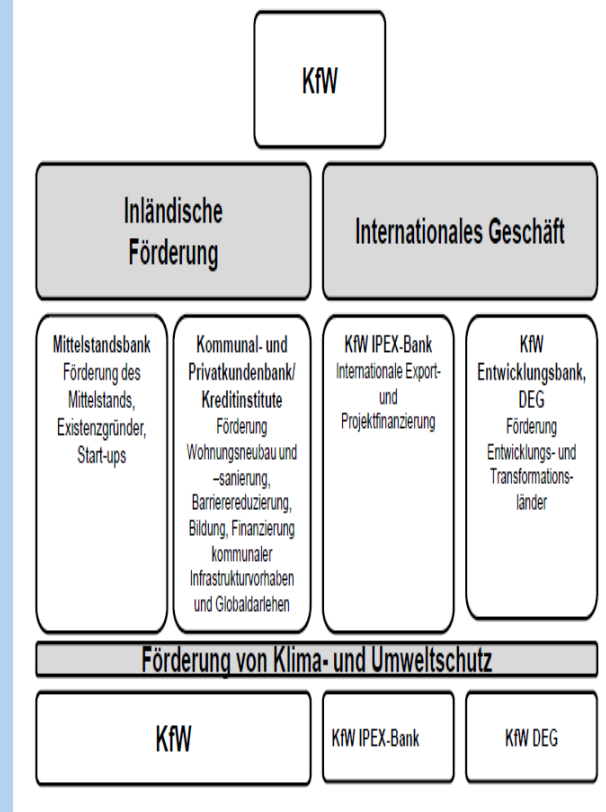 KfW
Inländische
Förderung
Internationales Geschäft
Mittelstandsbank
Förderung des
Mittelstands,
Existenzgründer,
Start-ups
Kommunal- und
Privatkundenbank/
Kreditinstitute
Förderung
Wohnungsneubau und
–sanierung,
Barrierereduzierung,
Bildung, Finanzierung
kommunaler
Infrastrukturvorhaben
und Globaldarlehen
KfW IPEX-Bank
Internationale Export-
und
Projektfinanzierung
KfW
Entwicklungsbank,
DEG
Förderung
Entwicklungs- und
Transformations-
länder
Förderung von Klima- und Umweltschutz
KfW
KfW IPEX-Bank
KfW DEG